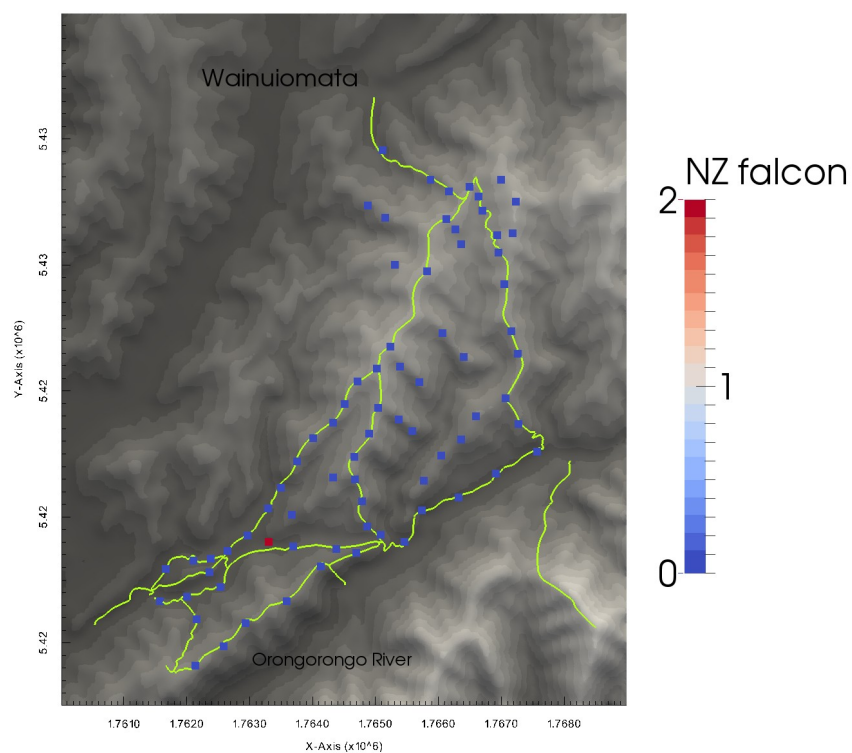 Wainuiomata
NZ falcon
2
1
0
Orongorongo River
Y-Axis (x10^6)
5.43
5.43
5.42
5.42
5.42
1.7610 1.7620 1.7630 1.7640 1.7650 1.7660 1.7670 1.7680
X-Axis (x10^6)